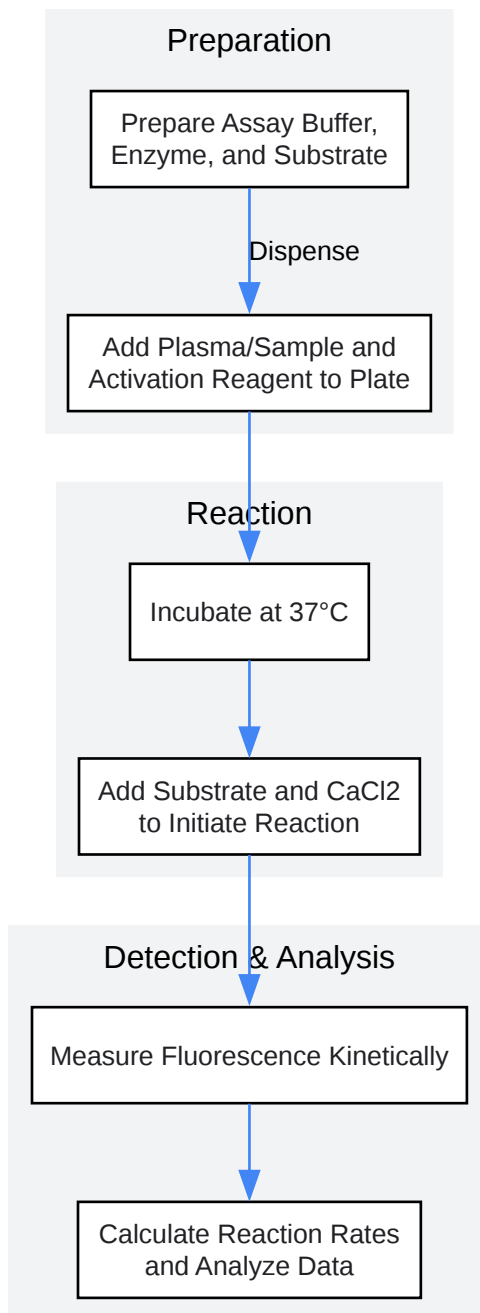 Preparation
Prepare Assay Buffer,
Enzyme, and Substrate
Dispense
Add Plasma/Sample and
Activation Reagent to Plate
Reaction
Incubate at 37°C
Add Substrate and CaCl2
to Initiate Reaction
Detection & Analysis
Measure Fluorescence Kinetically
Calculate Reaction Rates
and Analyze Data